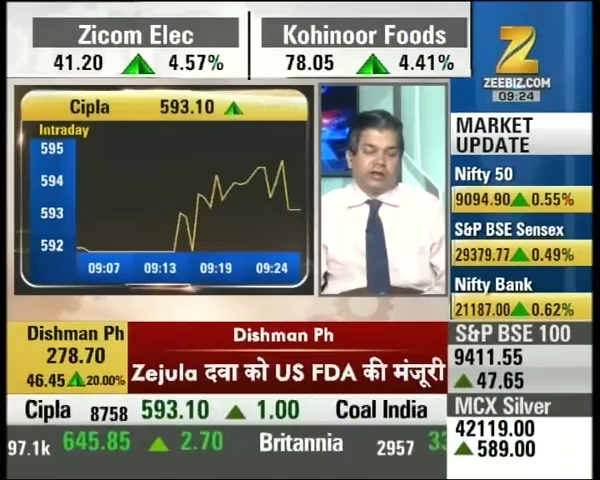 Zicom Elec
41.20 4.57%
Kohinoor Foods
78.05 4.41%
Z
ZEEBIZ.COM
09:24
Cipla 593.10
Intraday
595
594
593
592
09:07 09:13 09:19 09:24
MARKET
UPDATE
Nifty 50
9094.90 0.55%
S&P BSE Sensex
29379.77 0.49%
Nifty Bank
21187.00 0.62%
S&P BSE 100
9411.55
47.65
MCX Silver
42119.00
589.00
Dishman Ph
278.70
46.45 20.00%
Dishman Ph
Zejula दवा को US FDA की मंजूरी
Cipla 8758 593.10 1.00 Coal India
97.1k 645.85 2.70 Britannia 2957